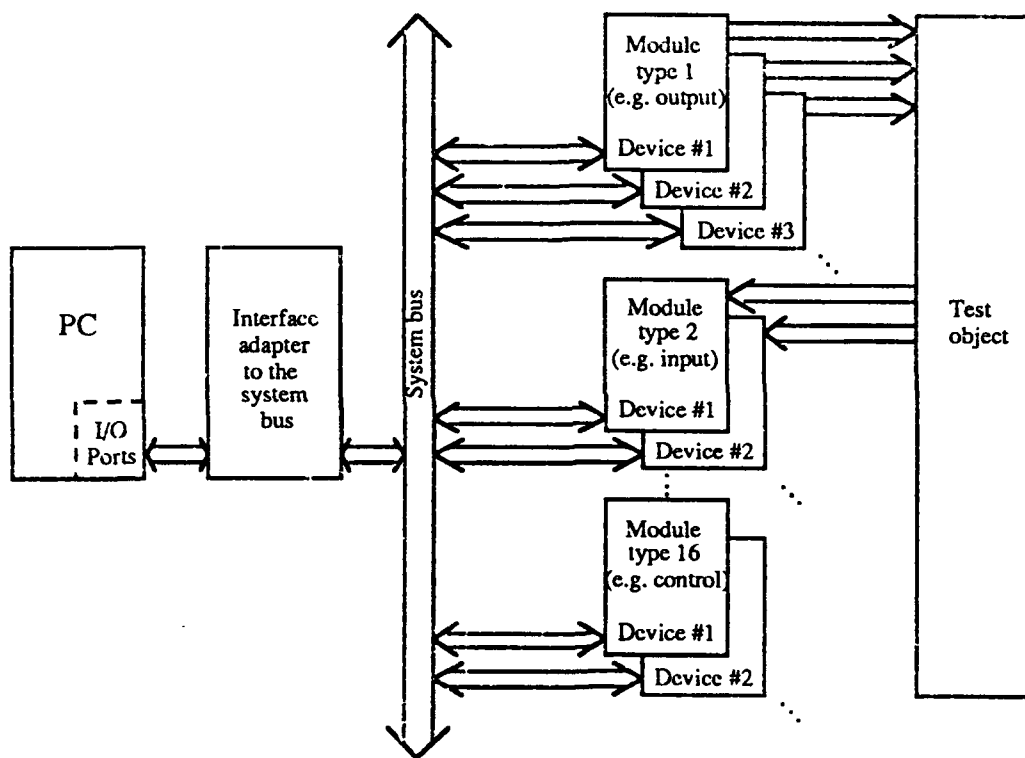 PC
I/O
Ports
Interface
adapter
to the
system
bus
System bus
Module
type 1
(e.g. output)
Device #1
Device #2
Device #3
Module
type 2
(e.g. input)
Device #1
Device #2
Module
type 16
(e.g. control)
Device #1
Device #2
Test
object